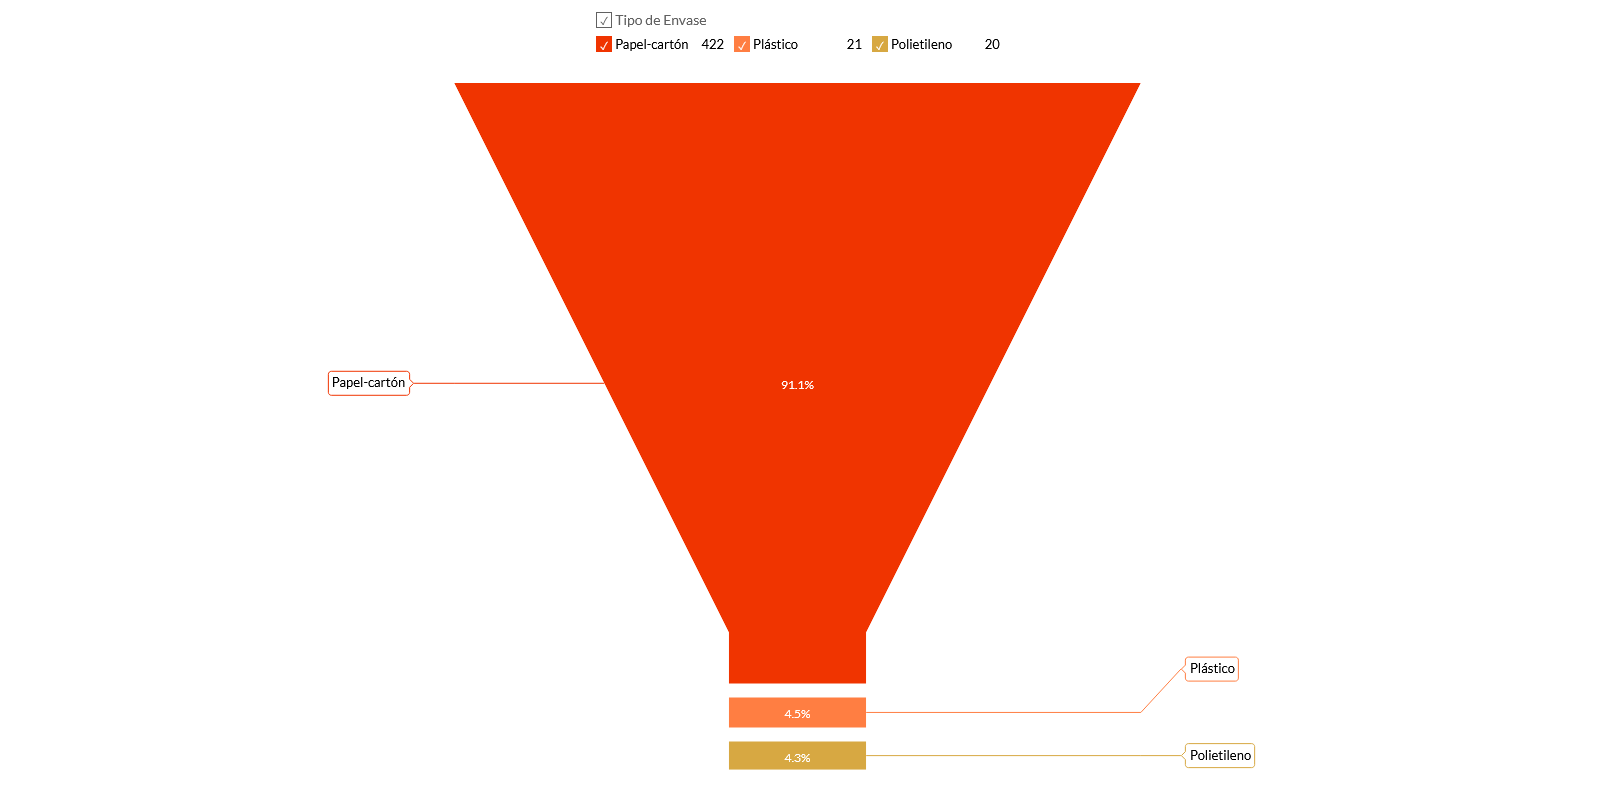 Tipo de Envase
Papel-cartón 422 Plástico 21 Polietileno 20
Papel-cartón
91.1%
Plástico
4.5%
Polietileno
4.3%